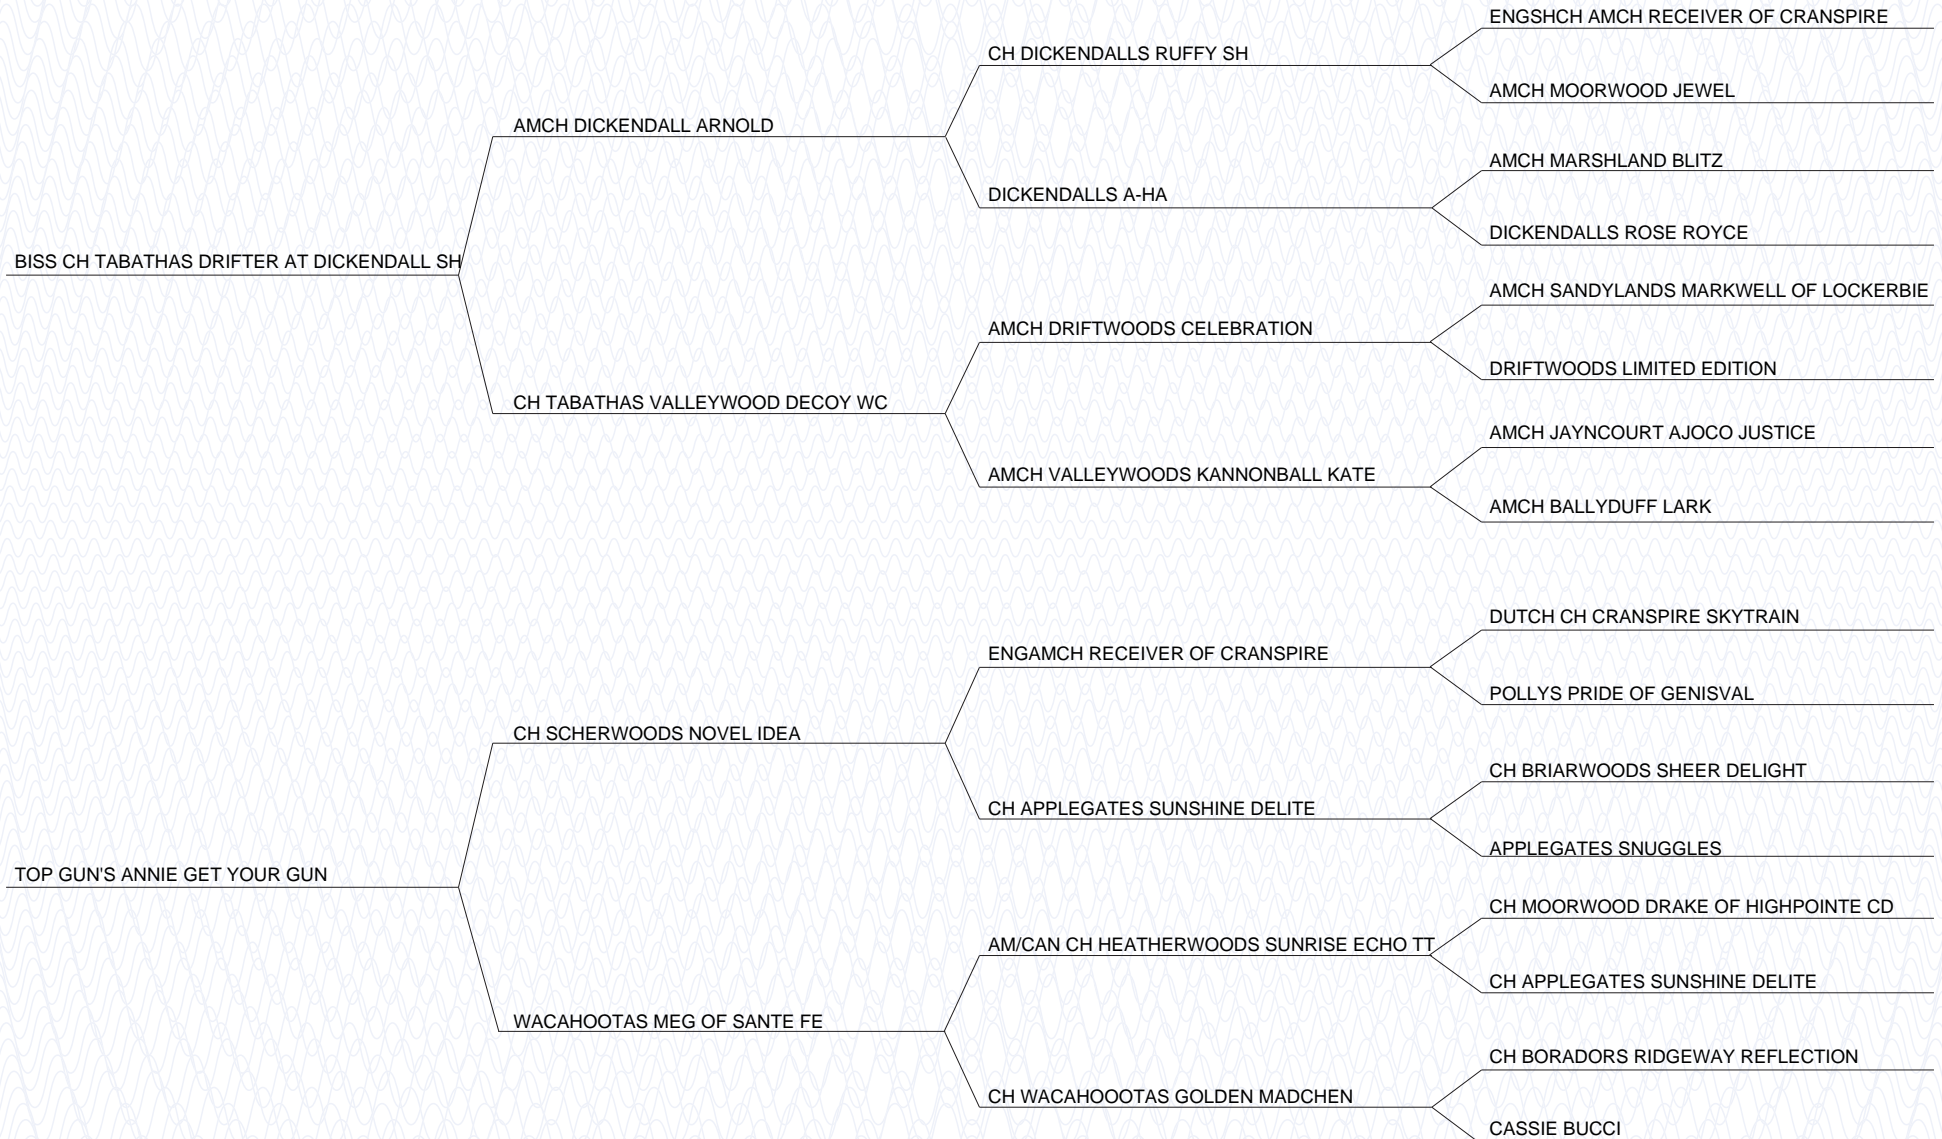 ENGSHCH AMCH RECEIVER OF CRANSPIRE
CH DICKENDALLS RUFFY SH
AMCH MOORWOOD JEWEL
AMCH DICKENDALL ARNOLD
AMCH MARSHLAND BLITZ
DICKENDALLS A-HA
DICKENDALLS ROSE ROYCE
BISS CH TABATHAS DRIFTER AT DICKENDALL SH
AMCH SANDYLANDS MARKWELL OF LOCKERBIE
AMCH DRIFTWOODS CELEBRATION
DRIFTWOODS LIMITED EDITION
CH TABATHAS VALLEYWOOD DECOY WC
AMCH JAYNCOURT AJOCO JUSTICE
AMCH VALLEYWOODS KANNONBALL KATE
AMCH BALLYDUFF LARK
DUTCH CH CRANSPIRE SKYTRAIN
ENGAMCH RECEIVER OF CRANSPIRE
POLLYS PRIDE OF GENISVAL
CH SCHERWOODS NOVEL IDEA
CH BRIARWOODS SHEER DELIGHT
CH APPLEGATES SUNSHINE DELITE
APPLEGATES SNUGGLES
TOP GUN'S ANNIE GET YOUR GUN
CH MOORWOOD DRAKE OF HIGHPOINTE CD
AM/CAN CH HEATHERWOODS SUNRISE ECHO TT
CH APPLEGATES SUNSHINE DELITE
WACAHOOTAS MEG OF SANTE FE
CH BORADORS RIDGEWAY REFLECTION
CH WACAHOOOTAS GOLDEN MADCHEN
CASSIE BUCCI